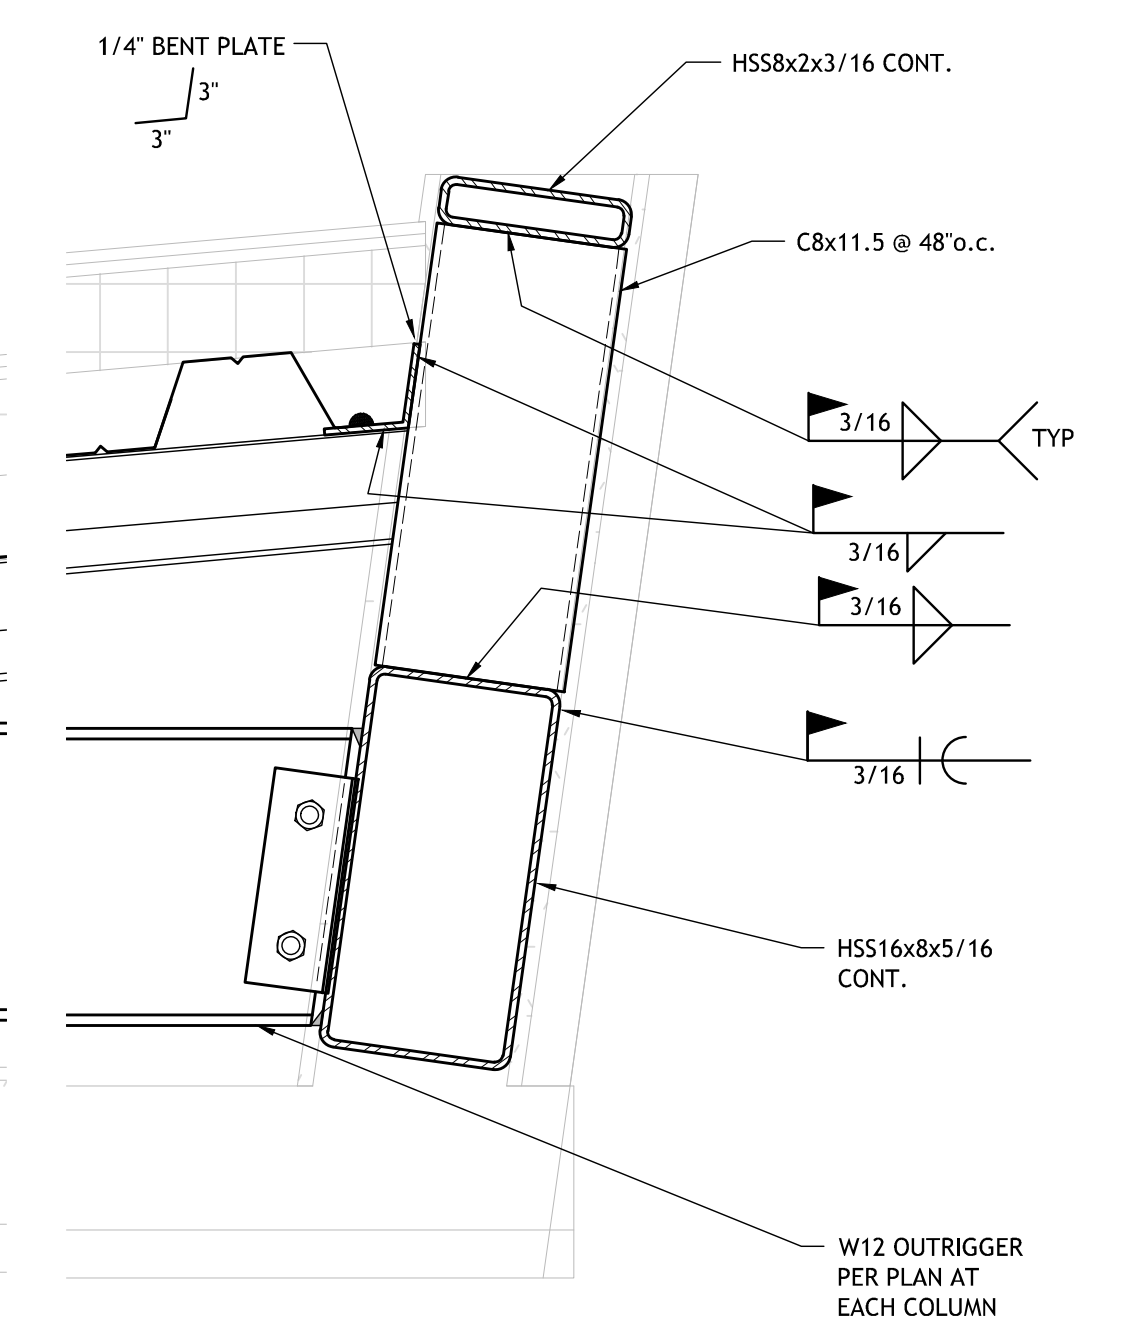 1/4" BENT PLATE
3"
3"
HSS8x2x3/16 CONT.
C8x11.5 @ 48"o.c.
3/16
TYP
3/16
3/16
3/16
HSS16x8x5/16
CONT.
W12 OUTRIGGER
PER PLAN AT
EACH COLUMN